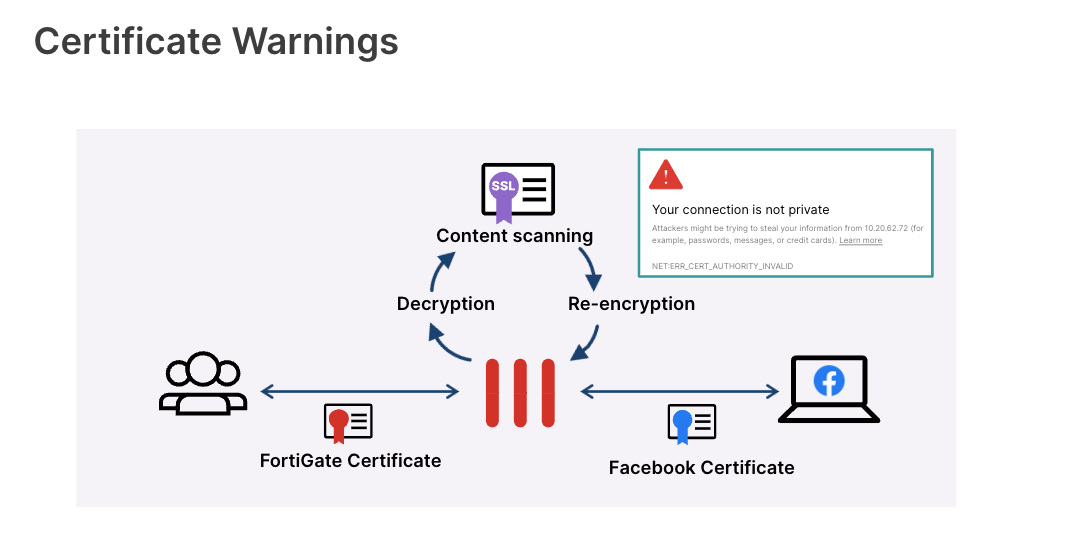 Certificate Warnings
SSL
Content scanning
Your connection is not private
Attackers might be trying to steal your information from 10.20.62.72 (for
example, passwords, messages, or credit cards). Learn more
NET:ERR_CERT_AUTHORITY_INVALID
Decryption
Re-encryption
FortiGate Certificate
Facebook Certificate